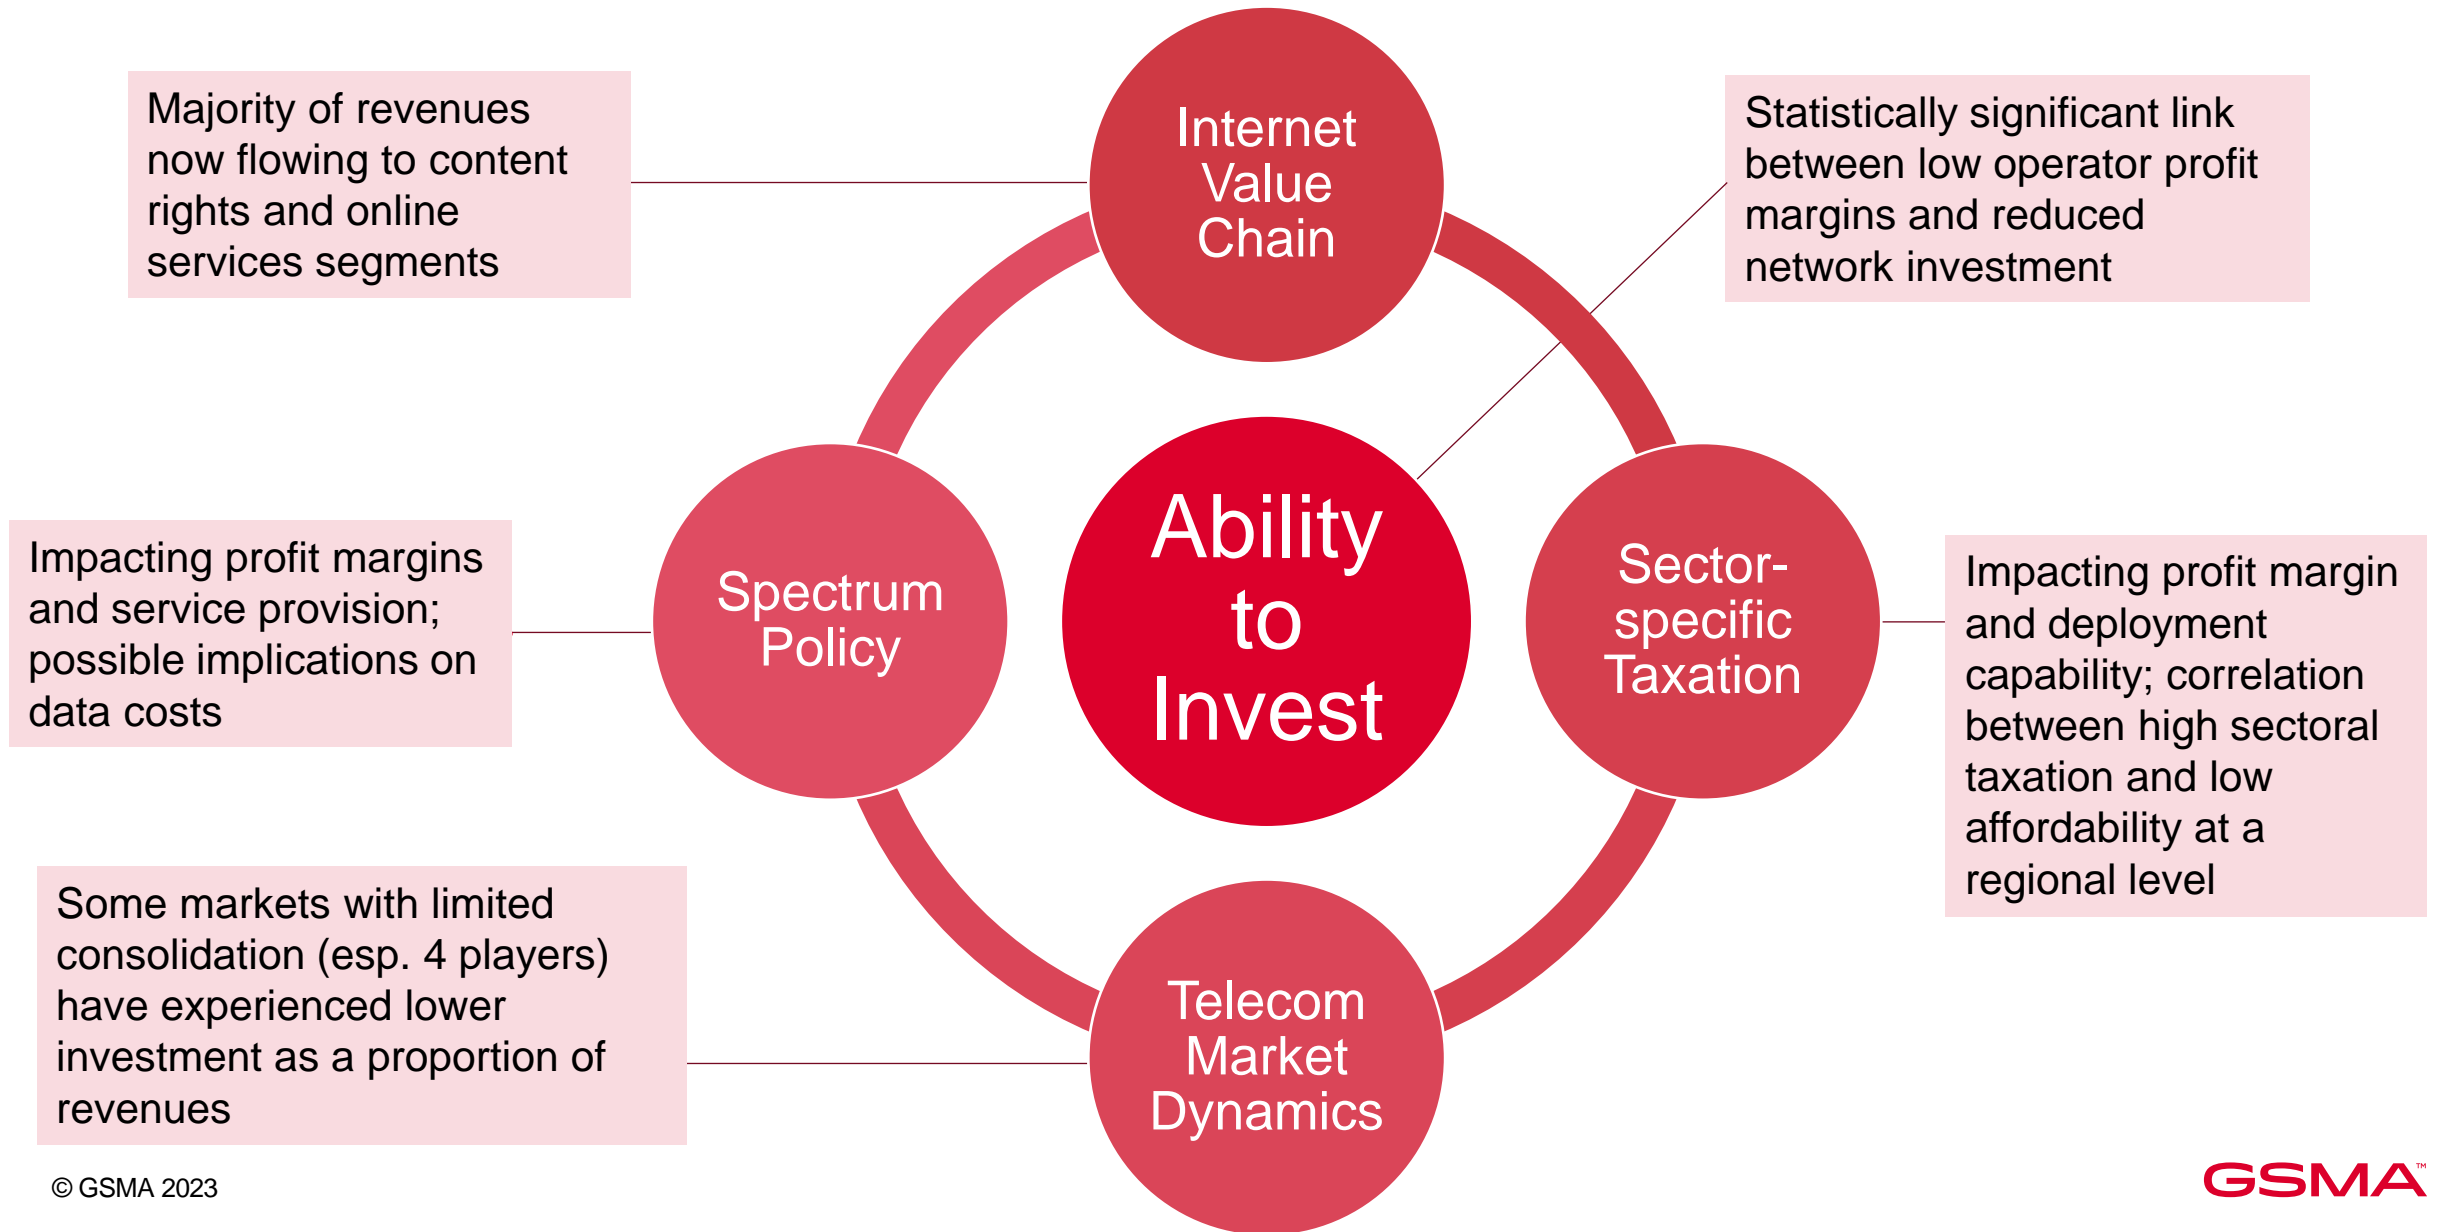 Majority of revenues
now flowing to content
rights and online
services segments
Internet
Value
Chain
Statistically significant link
between low operator profit
margins and reduced
network investment
Impacting profit margins
and service provision;
possible implications on
data costs
Spectrum
Policy
Ability
to
Invest
Sector-
specific
Taxation
Impacting profit margin
and deployment
capability; correlation
between high sectoral
taxation and low
affordability at a
regional level
Some markets with limited
consolidation (esp. 4 players)
have experienced lower
investment as a proportion of
revenues
Telecom
Market
Dynamics
© GSMA 2023
GSMA™